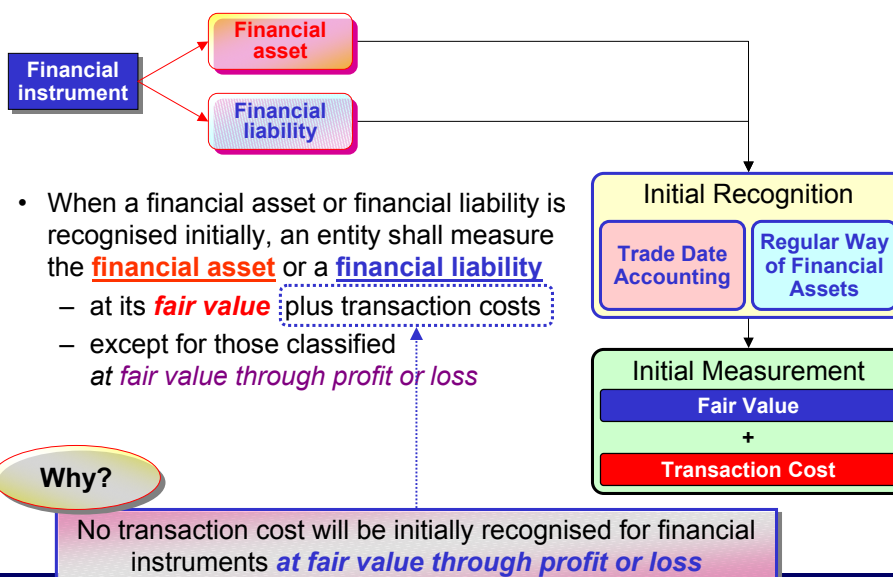 Financial
instrument
Financial
asset
Financial
liability
• When a financial asset or financial liability is
recognised initially, an entity shall measure
the financial asset or a financial liability
– at its fair value plus transaction costs
– except for those classified
at fair value through profit or loss
Initial Recognition
Trade Date
Accounting
Regular Way
of Financial
Assets
Initial Measurement
Fair Value
+
Transaction Cost
Why?
No transaction cost will be initially recognised for financial
instruments at fair value through profit or loss